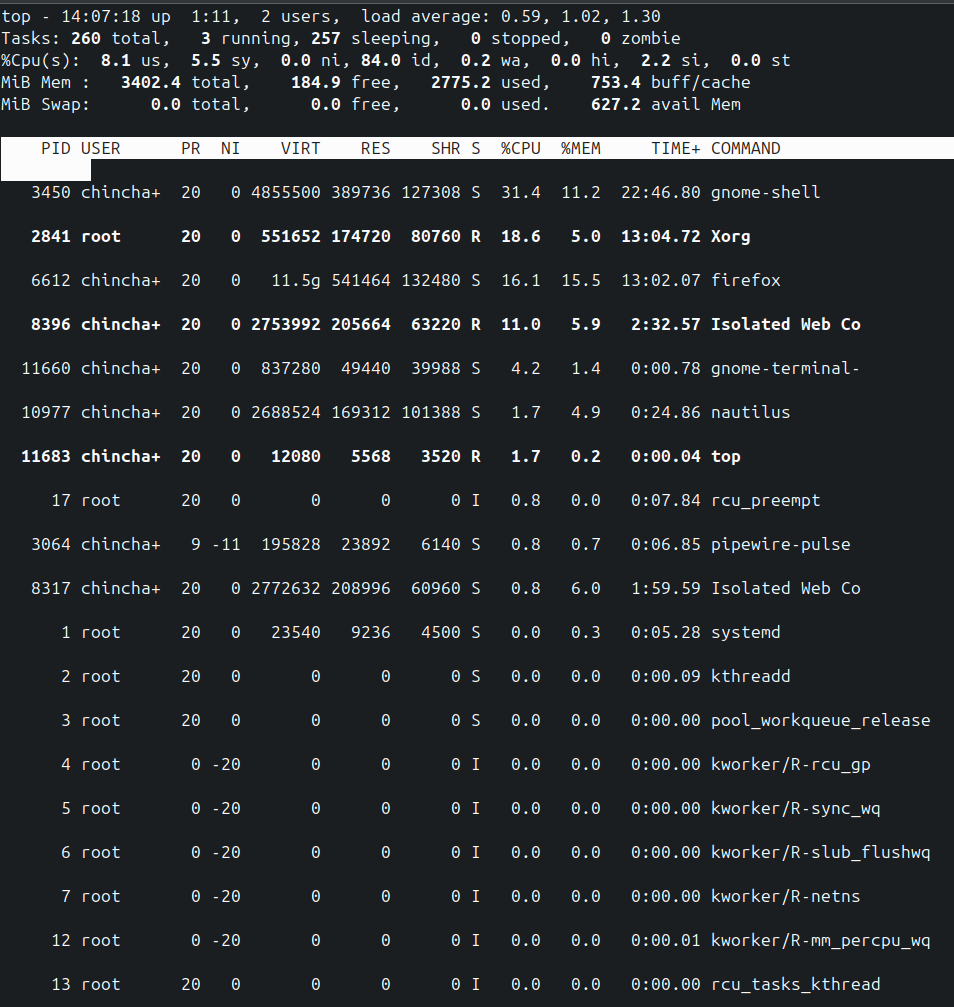 top - 14:07:18 up  1:11,  2 users,  load average: 0.59, 1.02, 1.30
Tasks: 260 total,   3 running, 257 sleeping,   0 stopped,   0 zombie
%Cpu(s):  8.1 us,  5.5 sy,  0.0 ni, 84.0 id,  0.2 wa,  0.0 hi,  2.2 si,  0.0 st
MiB Mem :   3402.4 total,    184.9 free,   2775.2 used,    753.4 buff/cache
MiB Swap:      0.0 total,      0.0 free,      0.0 used.    627.2 avail Mem
    PID USER      PR  NI    VIRT    RES    SHR S  %CPU  %MEM     TIME+ COMMAND
   3450 chincha+  20   0 4855500 389736 127308 S  31.4  11.2  22:46.80 gnome-shell
   2841 root      20   0  551652 174720  80760 R  18.6   5.0  13:04.72 Xorg
   6612 chincha+  20   0   11.5g 541464 132480 S  16.1  15.5  13:02.07 firefox
   8396 chincha+  20   0 2753992 205664  63220 R  11.0   5.9   2:32.57 Isolated Web Co
  11660 chincha+  20   0  837280  49440  39988 S   4.2   1.4   0:00.78 gnome-terminal-
  10977 chincha+  20   0 2688524 169312 101388 S   1.7   4.9   0:24.86 nautilus
  11683 chincha+  20   0   12080   5568   3520 R   1.7   0.2   0:00.04 top
     17 root      20   0       0      0      0 I   0.8   0.0   0:07.84 rcu_preempt
   3064 chincha+   9 -11  195828  23892   6140 S   0.8   0.7   0:06.85 pipewire-pulse
   8317 chincha+  20   0 2772632 208996  60960 S   0.8   6.0   1:59.59 Isolated Web Co
      1 root      20   0   23540   9236   4500 S   0.0   0.3   0:05.28 systemd
      2 root      20   0       0      0      0 S   0.0   0.0   0:00.09 kthreadd
      3 root      20   0       0      0      0 S   0.0   0.0   0:00.00 pool_workqueue_release
      4 root       0 -20       0      0      0 I   0.0   0.0   0:00.00 kworker/R-rcu_gp
      5 root       0 -20       0      0      0 I   0.0   0.0   0:00.00 kworker/R-sync_wq
      6 root       0 -20       0      0      0 I   0.0   0.0   0:00.00 kworker/R-slub_flushwq
      7 root       0 -20       0      0      0 I   0.0   0.0   0:00.00 kworker/R-netns
     12 root       0 -20       0      0      0 I   0.0   0.0   0:00.01 kworker/R-mm_percpu_wq
     13 root      20   0       0      0      0 I   0.0   0.0   0:00.00 rcu_tasks_kthread